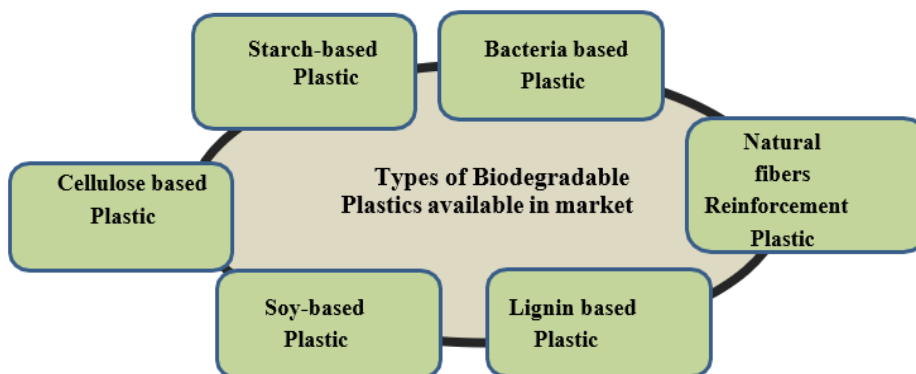 Starch-based
Plastic
Bacteria based
Plastic
Natural
fibers
Reinforcement
Plastic
Types of Biodegradable
Plastics available in market
Cellulose based
Plastic
Soy-based
Plastic
Lignin based
Plastic